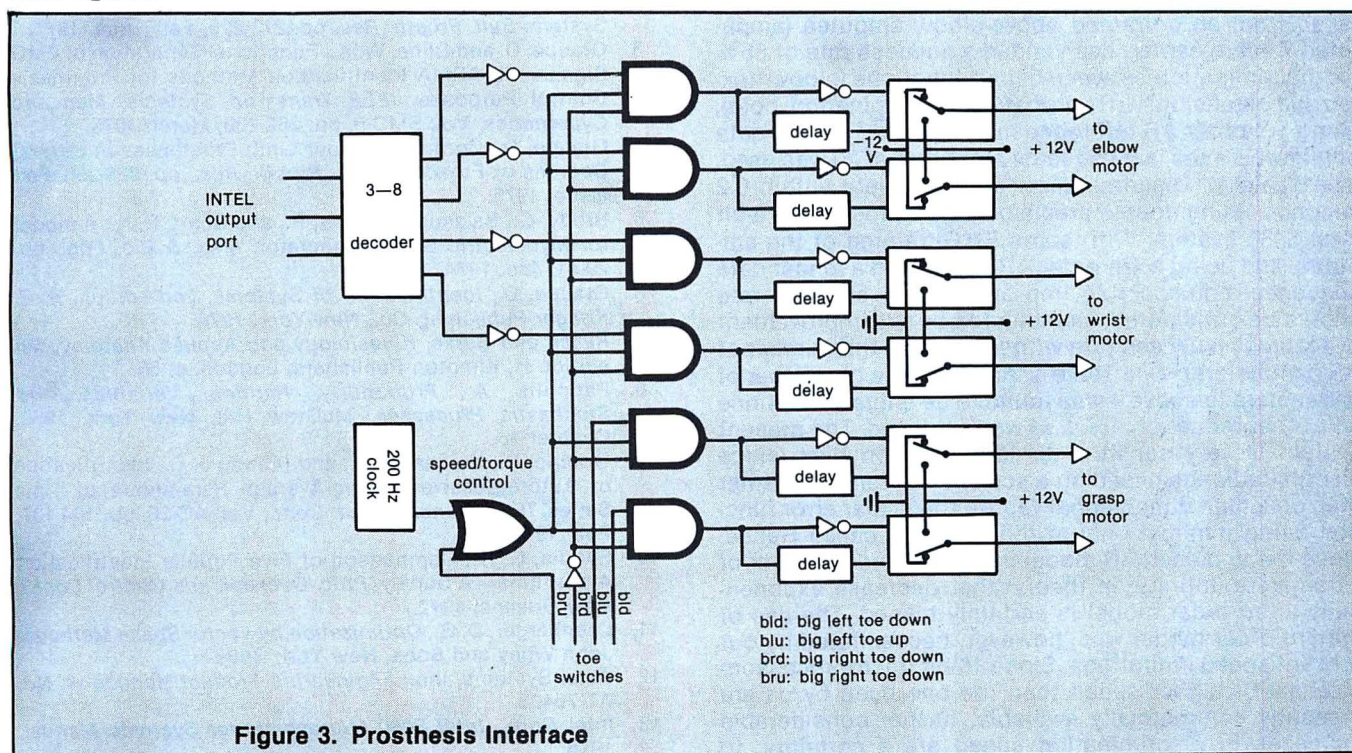 INTEL
output
port
3—8
decoder
200 Hz
clock
speed/torque
control
bru
brd
blu
bld
toe
switches
delay
−12
V
+ 12V
to
elbow
motor
delay
delay
+ 12V
to
wrist
motor
delay
delay
+ 12V
to
grasp
motor
delay
bld: big left toe down
blu: big left toe up
brd: big right toe down
bru: big right toe down
Figure 3. Prosthesis Interface